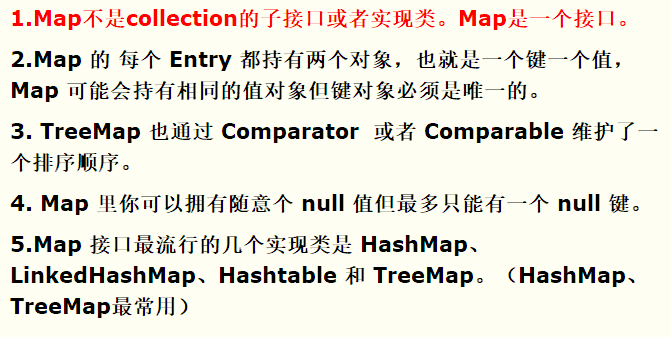 1.Map不是collection的子接口或者实现类。Map是一个接口。
2.Map 的 每个 Entry 都持有两个对象，也就是一个键一个值，
Map 可能会持有相同的值对象但键对象必须是唯一的。
3. TreeMap 也通过 Comparator  或者 Comparable 维护了一
个排序顺序。
4. Map 里你可以拥有随意个 null 值但最多只能有一个 null 键。
5.Map 接口最流行的几个实现类是 HashMap、
LinkedHashMap、Hashtable 和 TreeMap。（HashMap、
TreeMap最常用）